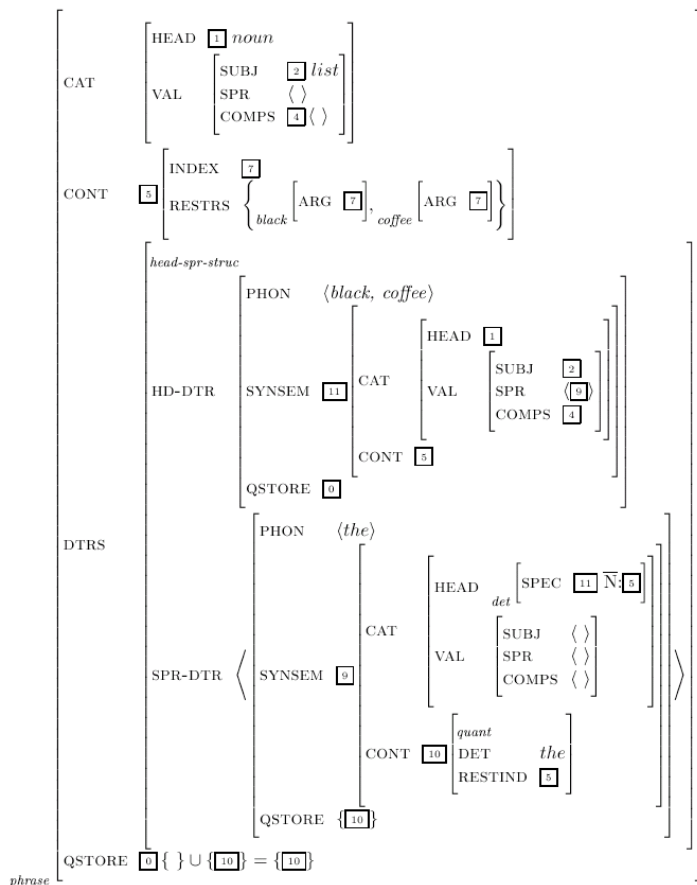 HEAD 1 noun
CAT
VAL
SUBJ 2 list
SPR ⟨ ⟩
COMPS 4 ⟨ ⟩
CONT 5
INDEX 7
RESTRS { black [ARG 7], coffee [ARG 7] }
head-spr-struc
PHON ⟨black, coffee⟩
HEAD 1
HD-DTR
SYNSEM 11
CAT
VAL
SUBJ 2
SPR ⟨ 9 ⟩
COMPS 4
CONT 5
QSTORE 0
DTRS
PHON ⟨the⟩
HEAD det [SPEC 11 N̅: 5]
CAT
VAL
SUBJ ⟨ ⟩
SPR ⟨ ⟩
COMPS ⟨ ⟩
SPR-DTR ⟨
SYNSEM 9
⟩
CONT 10
quant
DET the
RESTIND 5
QSTORE { 10 }
QSTORE 0 { } ∪ { 10 } = { 10 }
phrase